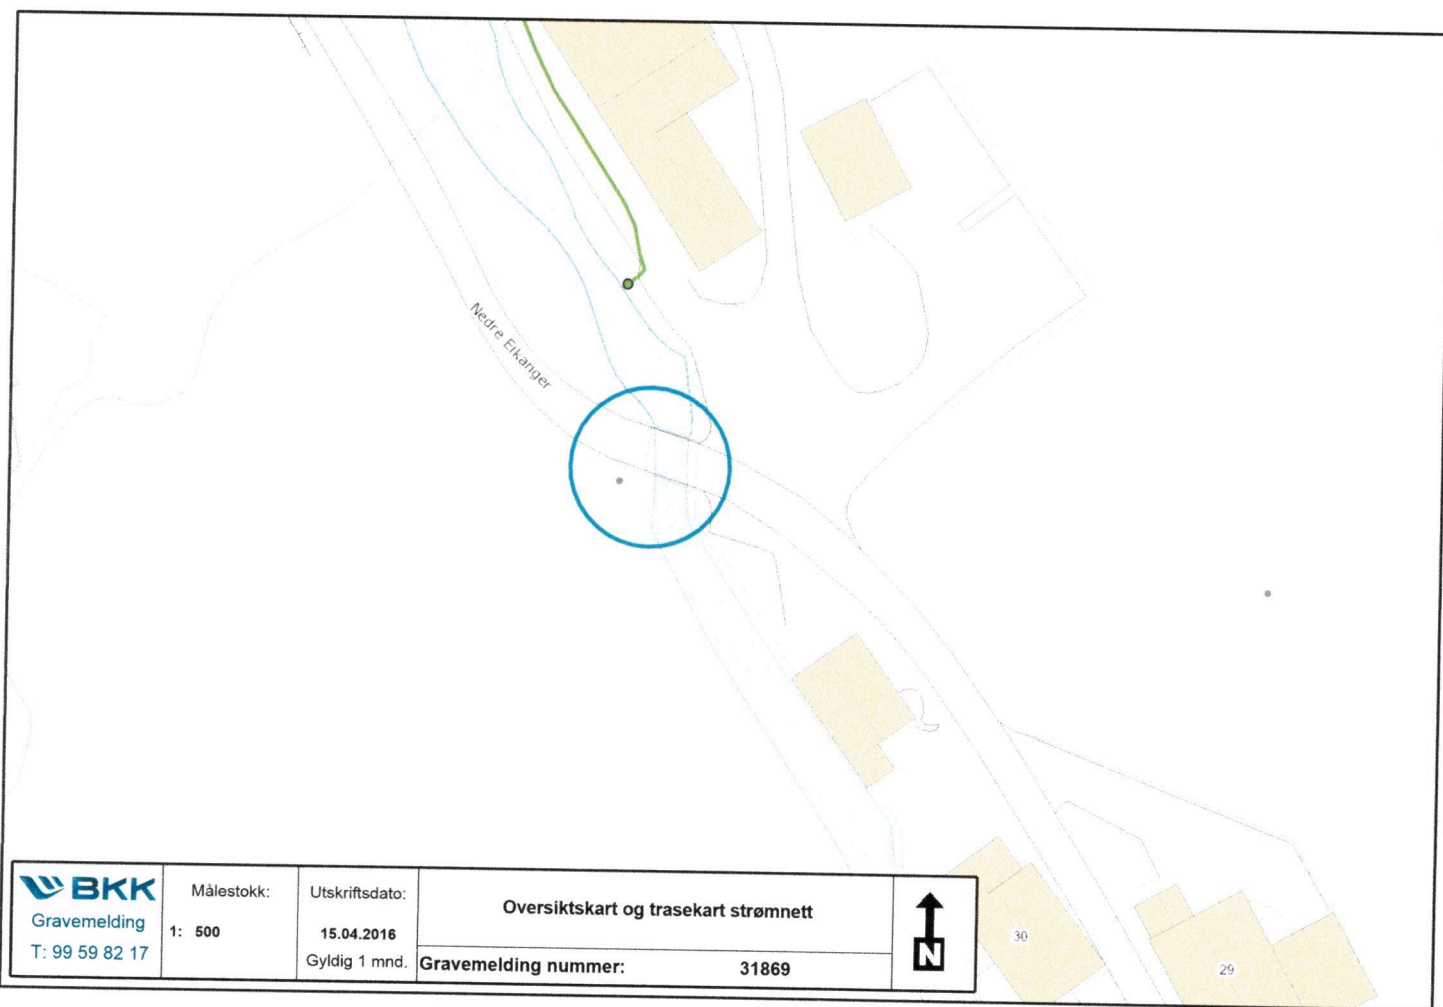 Nedre Eikanger
BKK
Gravemelding
T: 99 59 82 17
Målestokk:
1: 500
Utskriftsdato:
15.04.2016
Gyldig 1 mnd.
Oversiktskart og trasekart strømnett
Gravemelding nummer: 31869
N
30
29